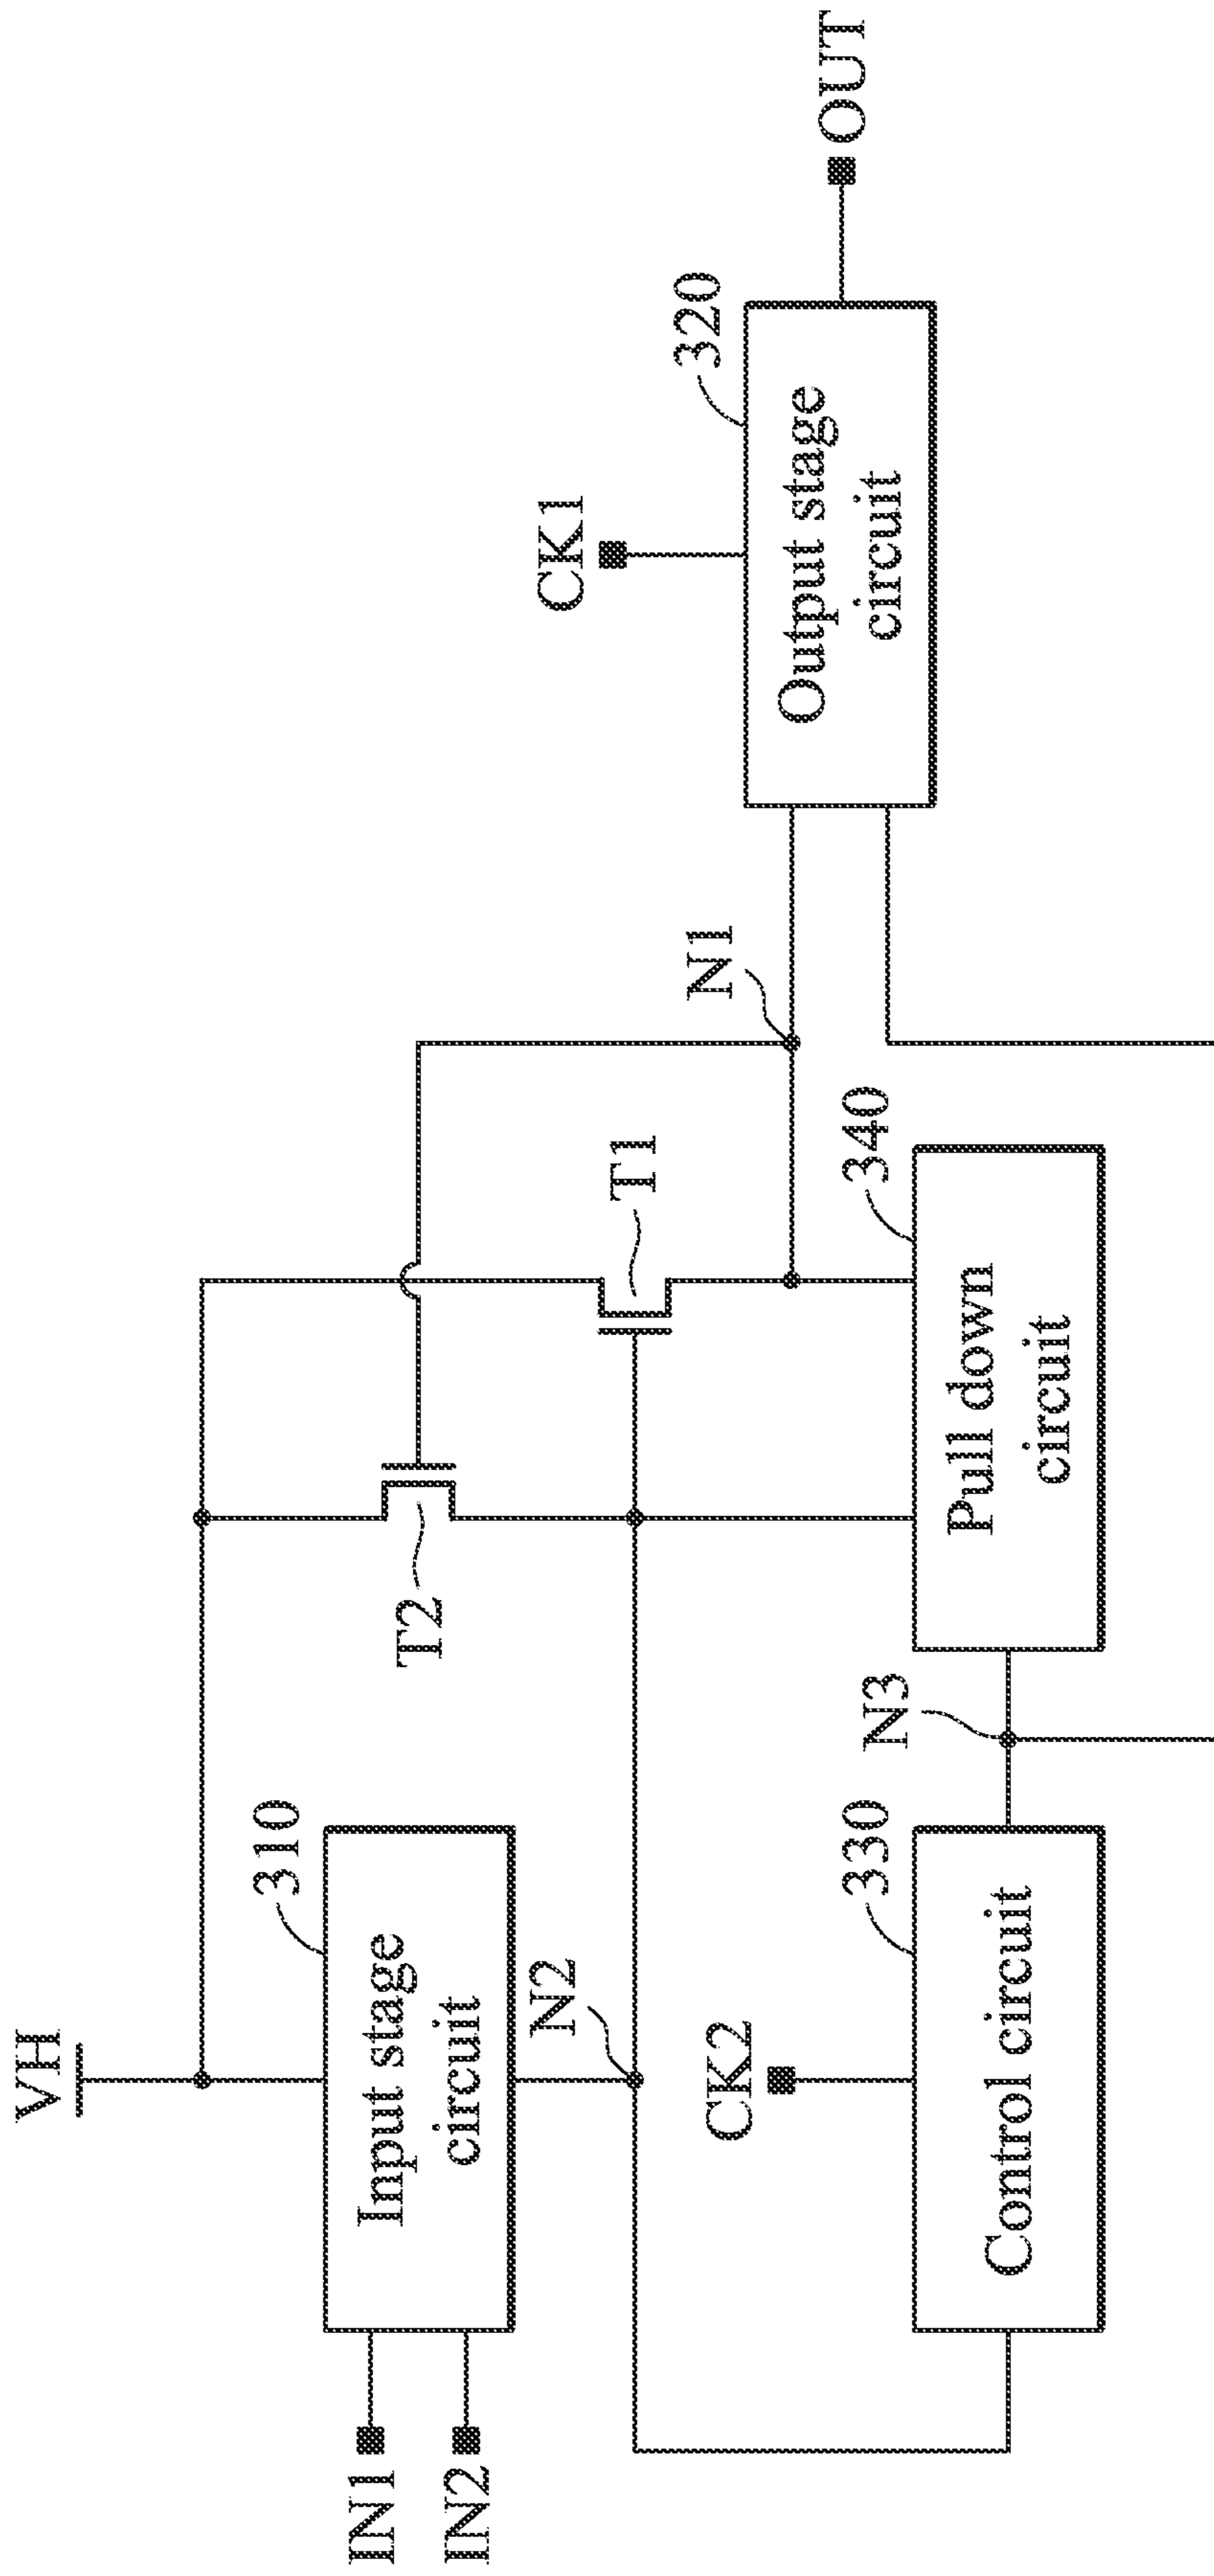 VH
IN1
IN2
310
Input stage
circuit
N2
T2
T1
N1
CK1
320
Output stage
circuit
OUT
CK2
330
Control circuit
N3
340
Pull down
circuit